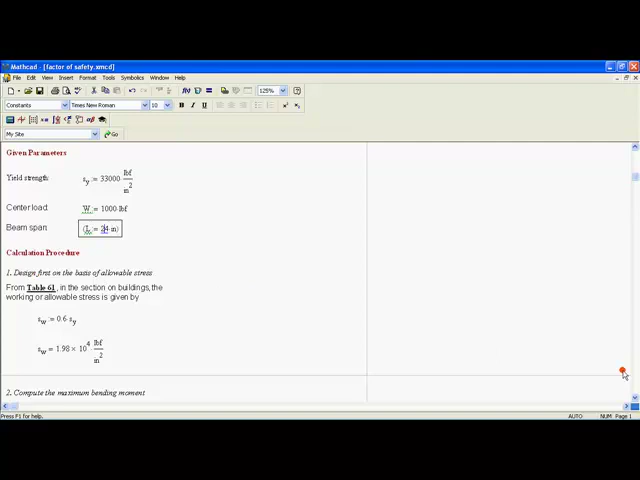 Mathcad - [factor of safety.xmcd]
File Edit View Insert Format Tools Symbolics Window Help
125%
Constants Times New Roman 10 B I U
My Site Go
Given Parameters
Yield strength: s_y := 33000 · lbf/in^2
Center load: W := 1000·lbf
Beam span: (L := 24·in)
Calculation Procedure
1. Design first on the basis of allowable stress
From Table 61, in the section on buildings, the
working or allowable stress is given by
s_w := 0.6·s_y
s_w = 1.98 × 10^4 · lbf/in^2
2. Compute the maximum bending moment
Press F1 for help. AUTO NUM Page 1